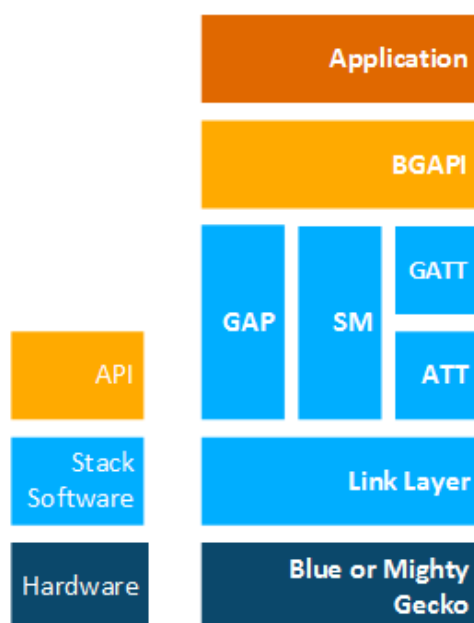 Application
BGAPI
GATT
GAP
SM
API
ATT
Stack
Software
Link Layer
Hardware
Blue or Mighty
Gecko